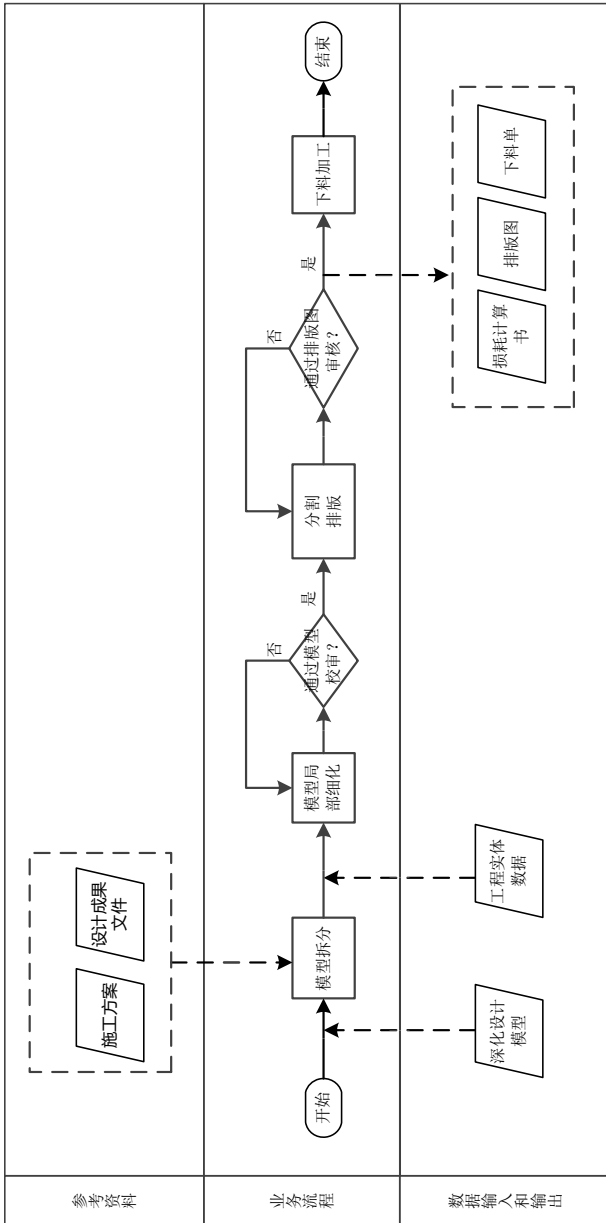 参考资料
施工方案
设计成果
文件
业务流程
开始
模型拆分
模型局
部细化
通过模型
校审？
否
是
分割
排版
通过排版图
审核？
否
是
下料加工
结束
数据输入和输出
深化设计
模型
工程实体
数据
损耗计算
书
排版图
下料单